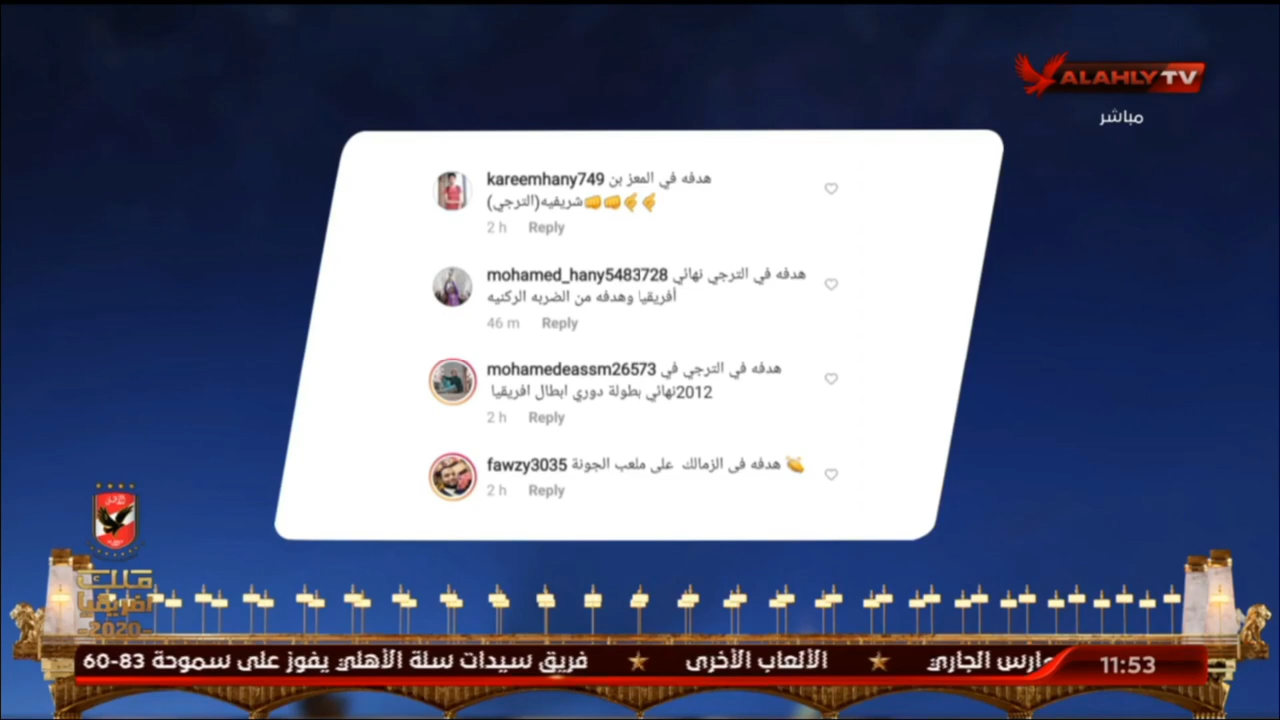 ALAHLY TV
مباشر
kareemhany749 هدفه في المعز بن
شريفيه(الترجي)👊👊🤙🤙
2 h Reply
mohamed_hany5483728 هدفه في الترجي نهائي
أفريقيا وهدفه من الضربه الركنيه
46 m Reply
mohamedeassm26573 هدفه في الترجي في
2012نهائي بطولة دوري ابطال افريقيا
2 h Reply
fawzy3035 هدفه فى الزمالك على ملعب الجونة
2 h Reply
ملك
افريقيا
-2020-
الجاري ★ الألعاب الأخرى ★ فريق سيدات سلة الأهلي يفوز على سموحة 83-60
11:53